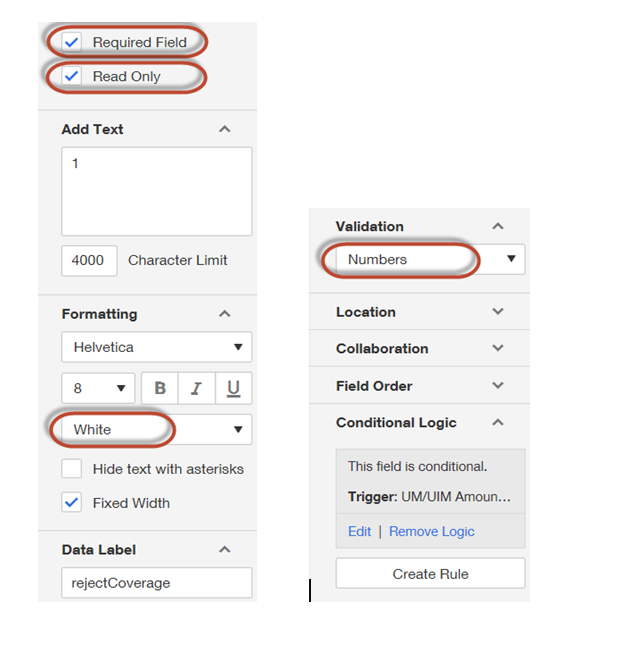 Required Field
Read Only
Add Text
1
4000 Character Limit
Formatting
Helvetica
8 B I U
White
Hide text with asterisks
Fixed Width
Data Label
rejectCoverage
Validation
Numbers
Location
Collaboration
Field Order
Conditional Logic
This field is conditional.
Trigger: UM/UIM Amoun...
Edit | Remove Logic
Create Rule